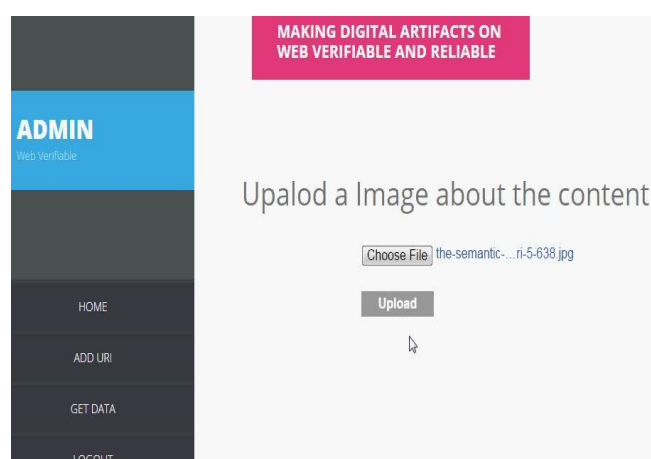 MAKING DIGITAL ARTIFACTS ON
WEB VERIFIABLE AND RELIABLE
ADMIN
Web Verifiable
Upalod a Image about the content
Choose File the-semantic-...ri-5-638.jpg
Upload
HOME
ADD URI
GET DATA
LOGOUT